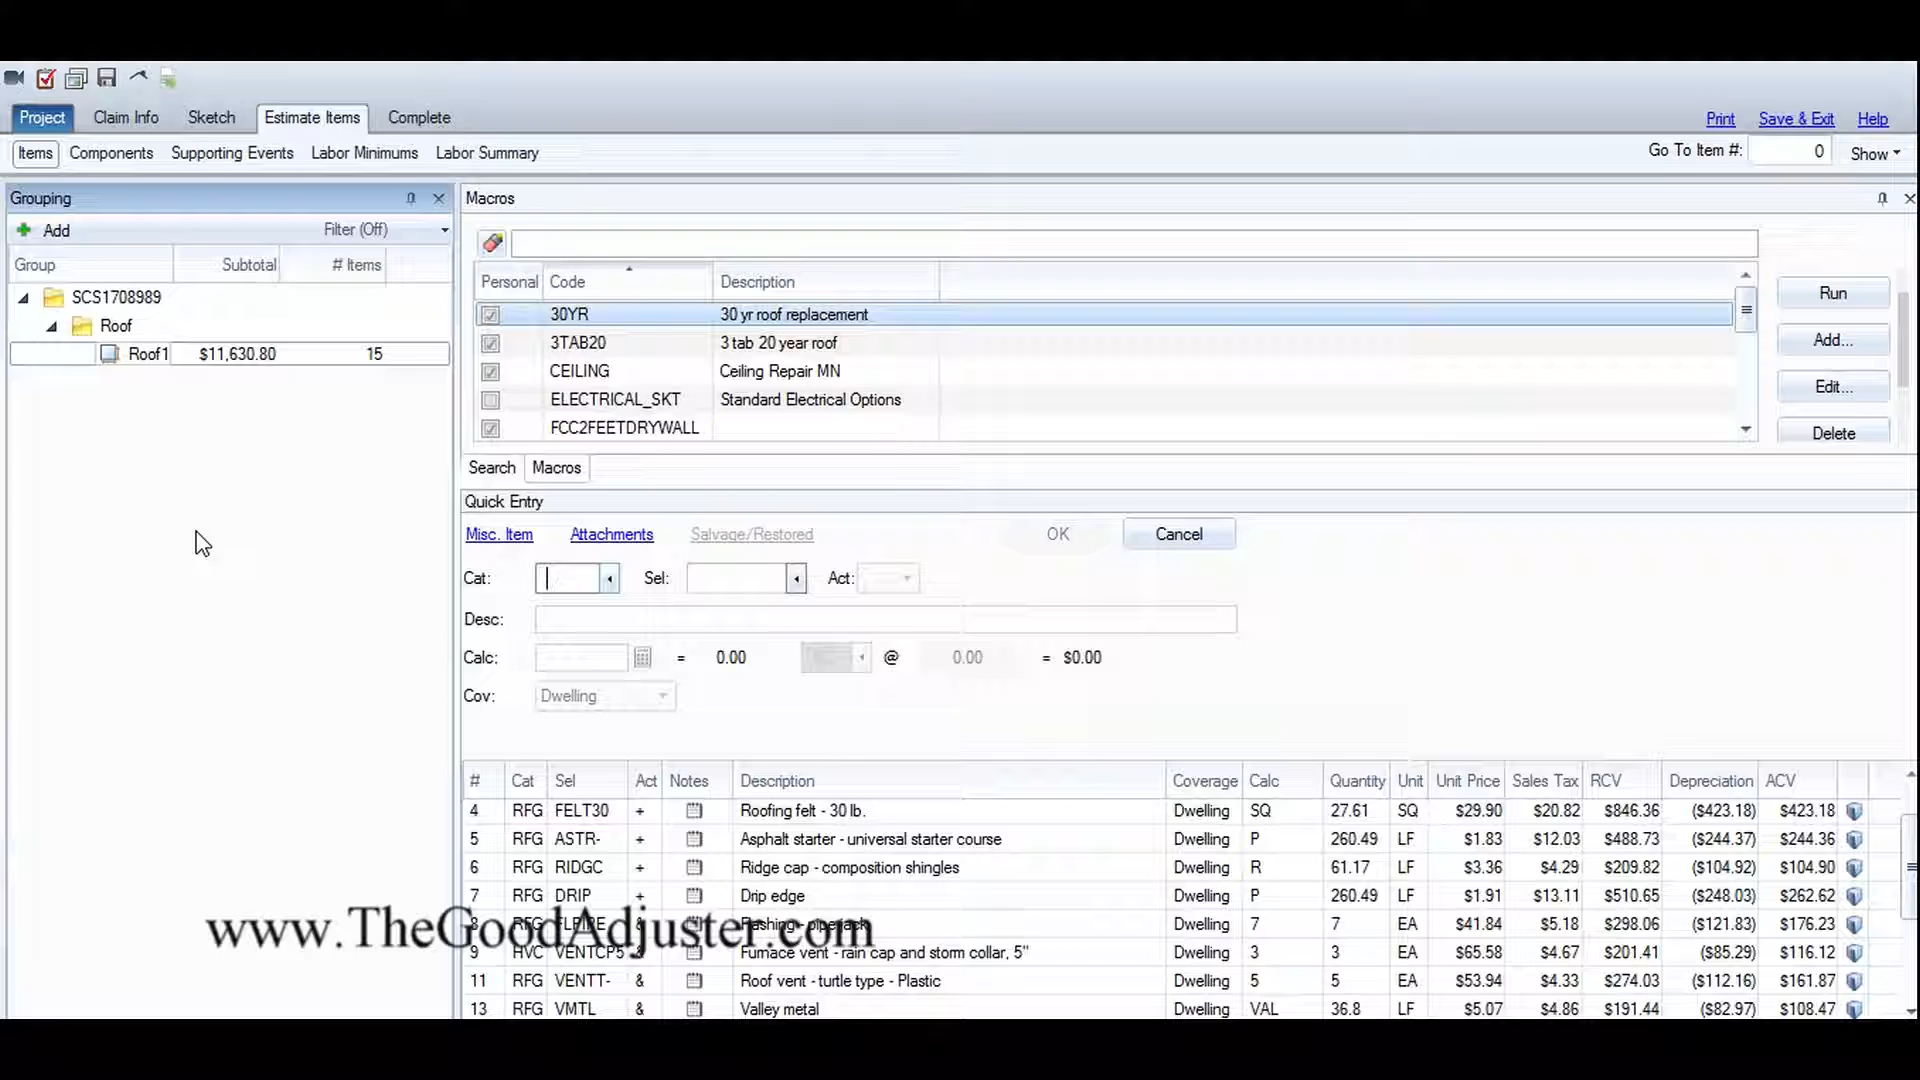 Project Claim Info Sketch Estimate Items Complete Print Save & Exit Help
Items Components Supporting Events Labor Minimums Labor Summary Go To Item #: 0 Show
Grouping
Add Filter (Off)
Group Subtotal # Items
SCS1708989
Roof
Roof1 $11,630.80 15
Macros
Personal Code Description
30YR 30 yr roof replacement
3TAB20 3 tab 20 year roof
CEILING Ceiling Repair MN
ELECTRICAL_SKT Standard Electrical Options
FCC2FEETDRYWALL
Run
Add...
Edit...
Delete
Search Macros
Quick Entry
Misc. Item Attachments Salvage/Restored OK Cancel
Cat: Sel: Act:
Desc:
Calc: = 0.00 @ 0.00 = $0.00
Cov: Dwelling
# Cat Sel Act Notes Description Coverage Calc Quantity Unit Unit Price Sales Tax RCV Depreciation ACV
4 RFG FELT30 + Roofing felt - 30 lb. Dwelling SQ 27.61 SQ $29.90 $20.82 $846.36 ($423.18) $423.18
5 RFG ASTR- + Asphalt starter - universal starter course Dwelling P 260.49 LF $1.83 $12.03 $488.73 ($244.37) $244.36
6 RFG RIDGC + Ridge cap - composition shingles Dwelling R 61.17 LF $3.36 $4.29 $209.82 ($104.92) $104.90
7 RFG DRIP + Drip edge Dwelling P 260.49 LF $1.91 $13.11 $510.65 ($248.03) $262.62
8 RFG FLPIPE & Flashing - pipe jack Dwelling 7 7 EA $41.84 $5.18 $298.06 ($121.83) $176.23
www.TheGoodAdjuster.com
9 HVC VENTCP5 & Furnace vent - rain cap and storm collar, 5" Dwelling 3 3 EA $65.58 $4.67 $201.41 ($85.29) $116.12
11 RFG VENTT- & Roof vent - turtle type - Plastic Dwelling 5 5 EA $53.94 $4.33 $274.03 ($112.16) $161.87
13 RFG VMTL & Valley metal Dwelling VAL 36.8 LF $5.07 $4.86 $191.44 ($82.97) $108.47